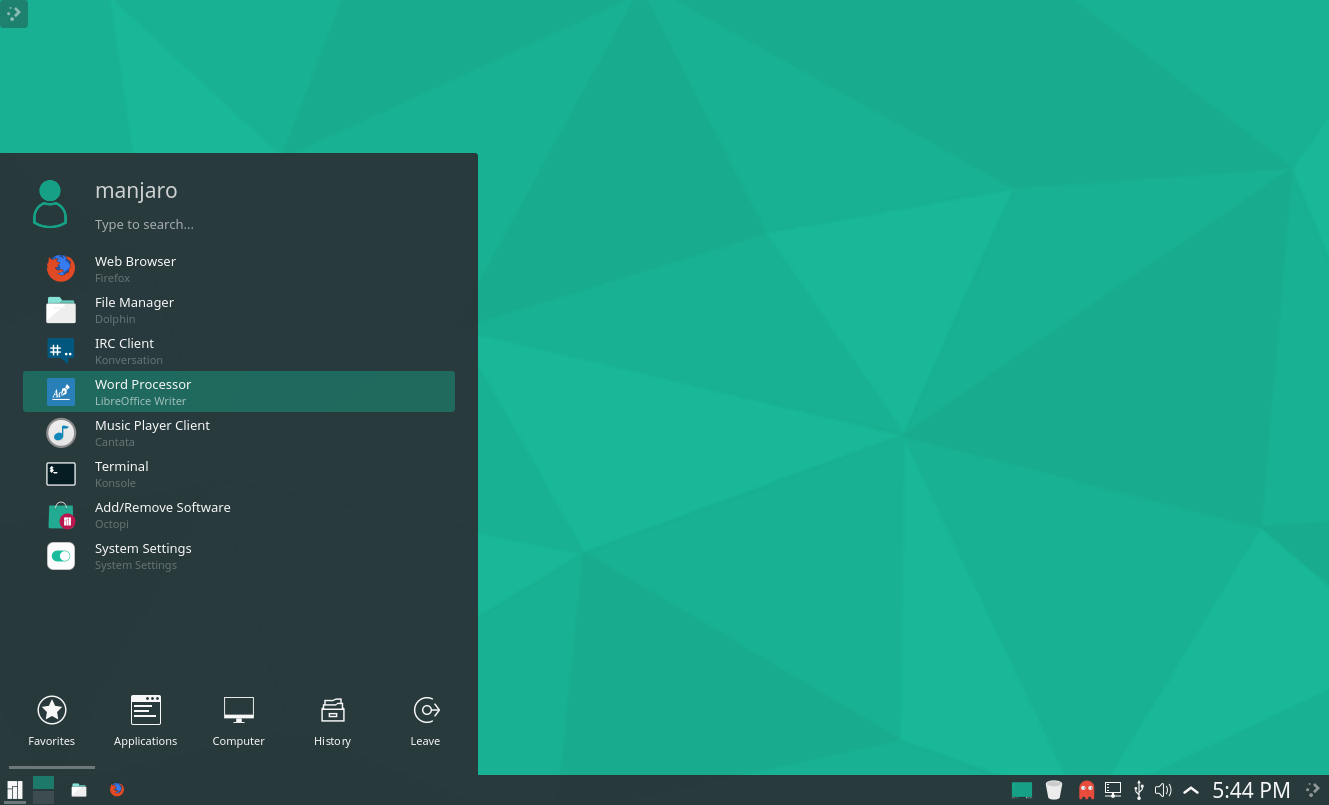 manjaro
Type to search...
Web Browser
Firefox
File Manager
Dolphin
IRC Client
Konversation
Word Processor
LibreOffice Writer
Music Player Client
Cantata
Terminal
Konsole
Add/Remove Software
Octopi
System Settings
System Settings
Favorites Applications Computer History Leave
5:44 PM